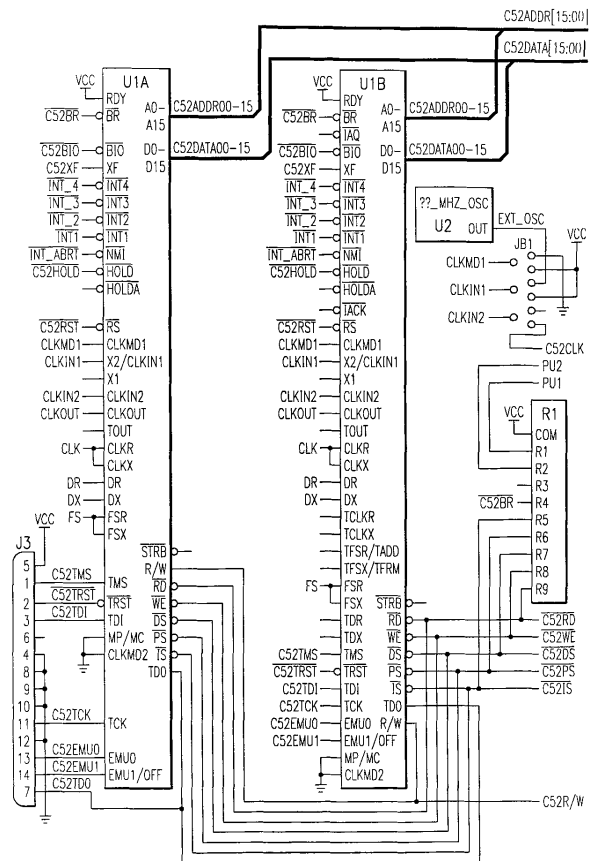 C52ADDR[15:00]
C52DATA[15:00]
U1A
VCC
RDY
C52BR
BR
A0-
A15
C52ADDR00-15
C52BIO
BIO
D0-
D15
C52DATA00-15
C52XF
XF
INT_4
INT4
INT_3
INT3
INT_2
INT2
INT1
INT1
INT_ABRT
NMI
C52HOLD
HOLD
HOLDA
C52RST
RS
CLKMD1
CLKMD1
CLKIN1
X2/CLKIN1
X1
CLKIN2
CLKIN2
CLKOUT
CLKOUT
TOUT
CLK
CLKR
CLKX
DR
DR
DX
DX
FS
FSR
FSX
STRB
R/W
RD
WE
DS
PS
IS
TDO
TMS
TRST
TDI
MP/MC
CLKMD2
TCK
EMU0
EMU1/OFF
J3
VCC
5
1
C52TMS
2
C52TRST
3
C52TDI
6
4
8
9
10
11
C52TCK
12
13
C52EMU0
14
C52EMU1
7
C52TDO
U1B
VCC
RDY
C52BR
BR
IAQ
A0-
A15
C52ADDR00-15
C52BIO
BIO
D0-
D15
C52DATA00-15
C52XF
XF
INT_4
INT4
INT_3
INT3
INT_2
INT2
INT1
INT1
INT_ABRT
NMI
C52HOLD
HOLD
HOLDA
IACK
C52RST
RS
CLKMD1
CLKMD1
CLKIN1
X2/CLKIN1
X1
CLKIN2
CLKIN2
CLKOUT
CLKOUT
TOUT
CLK
CLKR
CLKX
DR
DR
DX
DX
TCLKR
TCLKX
TFSR/TADD
TFSX/TFRM
FS
FSR
FSX
STRB
TDR
RD
TDX
WE
C52TMS
TMS
DS
C52TRST
TRST
PS
C52TDI
TDI
IS
C52TCK
TCK
TDO
C52EMU0
EMU0
R/W
C52EMU1
EMU1/OFF
MP/MC
CLKMD2
??_MHZ_OSC
U2
OUT
EXT_OSC
JB1
VCC
CLKMD1
CLKIN1
CLKIN2
C52CLK
PU2
PU1
VCC
R1
COM
R1
R2
R3
C52BR
R4
R5
R6
R7
R8
R9
C52RD
C52WE
C52DS
C52PS
C52IS
C52R/W